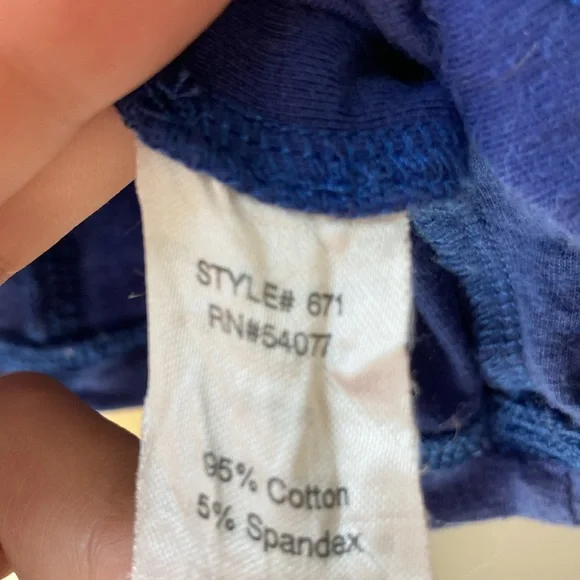 STYLE# 671
RN#54077
95% Cotton
5% Spandex